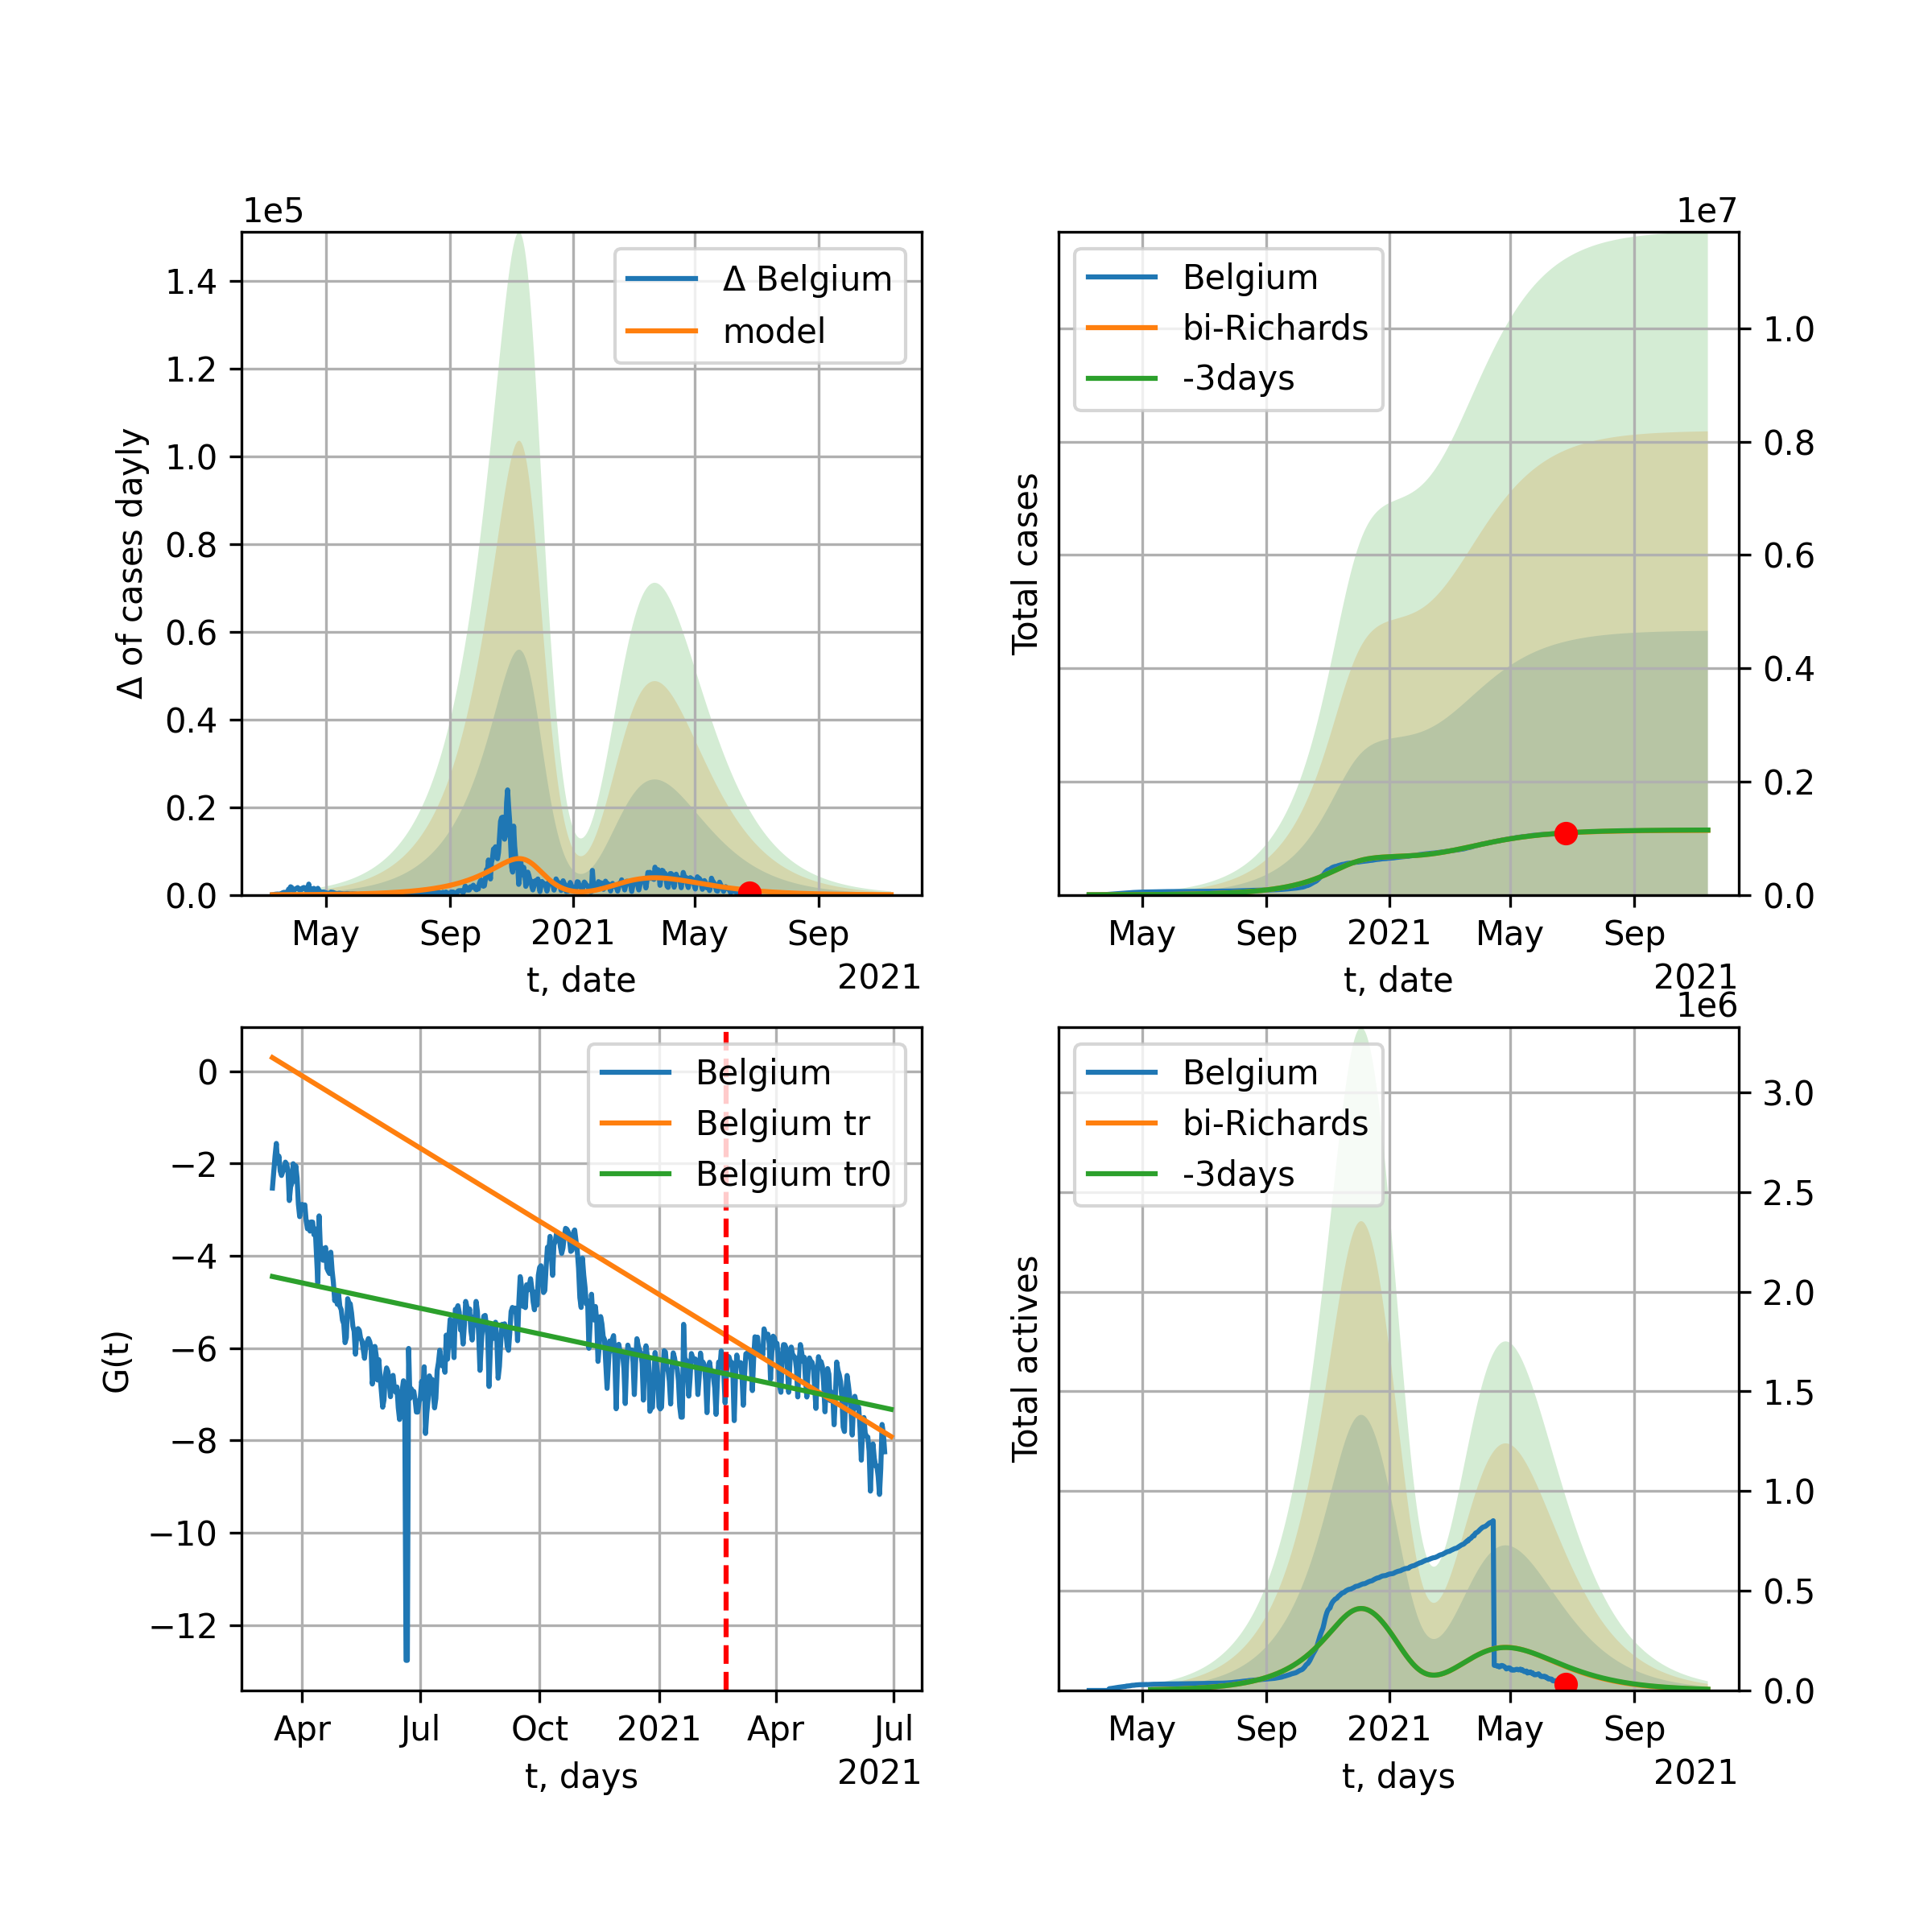 1e5
Δ of cases dayly
1.4
1.2
1.0
0.8
0.6
0.4
0.2
0.0
Δ Belgium
model
May Sep 2021 May Sep
t, date
2021
1e7
Total cases
Belgium
bi-Richards
-3days
1.0
0.8
0.6
0.4
0.2
0.0
May Sep 2021 May Sep
t, date
2021
G(t)
0
−2
−4
−6
−8
−10
−12
Belgium
Belgium tr
Belgium tr0
Apr Jul Oct 2021 Apr Jul
t, days
2021
1e6
Total actives
Belgium
bi-Richards
-3days
3.0
2.5
2.0
1.5
1.0
0.5
0.0
May Sep 2021 May Sep
t, days
2021